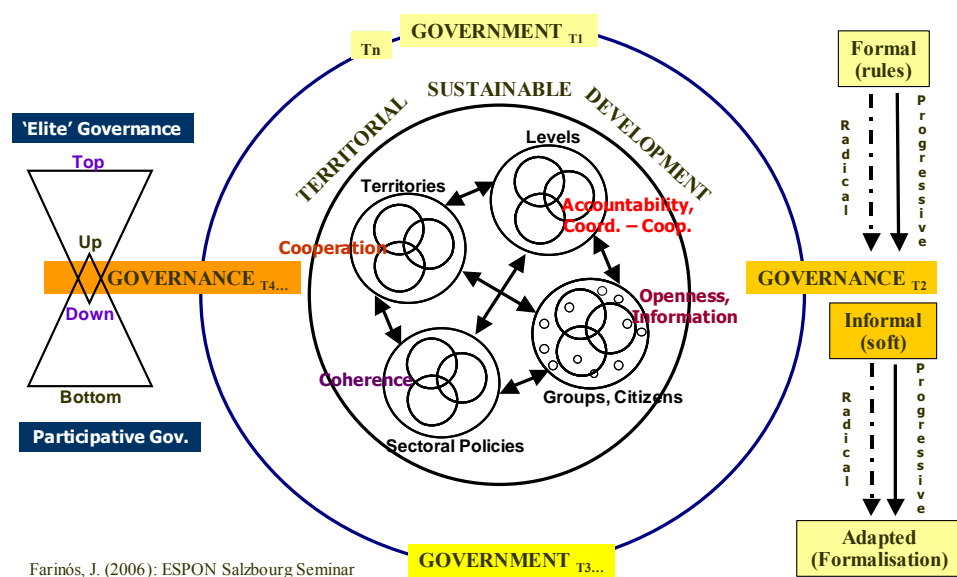 GOVERNMENT T1
Tn
Formal
(rules)
SUSTAINABLE
TERRITORIAL
DEVELOPMENT
'Elite' Governance
Top
Levels
Radical
Progressive
Territories
Accountability,
Coord. – Coop.
Up
Cooperation
GOVERNANCE T4...
GOVERNANCE T2
Openness,
Information
Down
Informal
(soft)
Coherence
Bottom
Groups, Citizens
Radical
Progressive
Participative Gov.
Sectoral Policies
Adapted
(Formalisation)
GOVERNMENT T3...
Farinós, J. (2006): ESPON Salzbourg Seminar